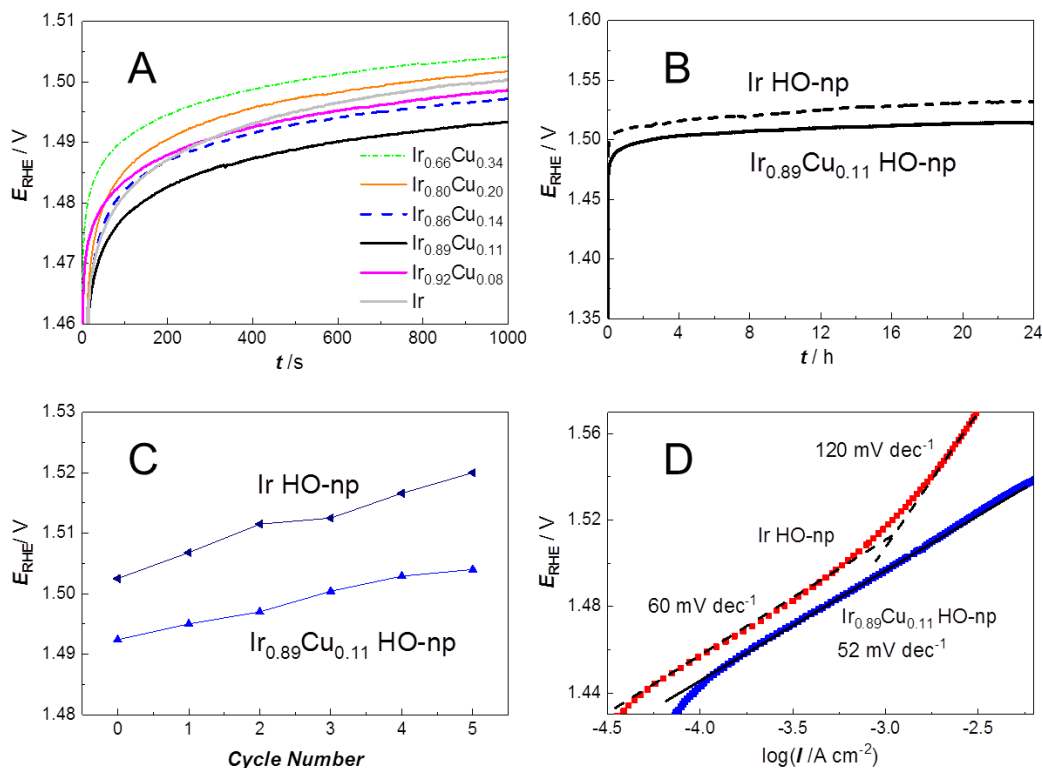 A
1.51
1.50
1.49
1.48
1.47
1.46
E_RHE / V
Ir0.66Cu0.34
Ir0.80Cu0.20
Ir0.86Cu0.14
Ir0.89Cu0.11
Ir0.92Cu0.08
Ir
0 200 400 600 800 1000
t /s
B
1.60
1.55
1.50
1.45
1.40
1.35
E_RHE / V
Ir HO-np
Ir0.89Cu0.11 HO-np
0 4 8 12 16 20 24
t / h
C
1.53
1.52
1.51
1.50
1.49
1.48
E_RHE/ V
Ir HO-np
Ir0.89Cu0.11 HO-np
0 1 2 3 4 5
Cycle Number
D
1.56
1.52
1.48
1.44
E_RHE / V
120 mV dec⁻¹
Ir HO-np
60 mV dec⁻¹
Ir0.89Cu0.11 HO-np
52 mV dec⁻¹
-4.5 -4.0 -3.5 -3.0 -2.5
log(I /A cm⁻²)